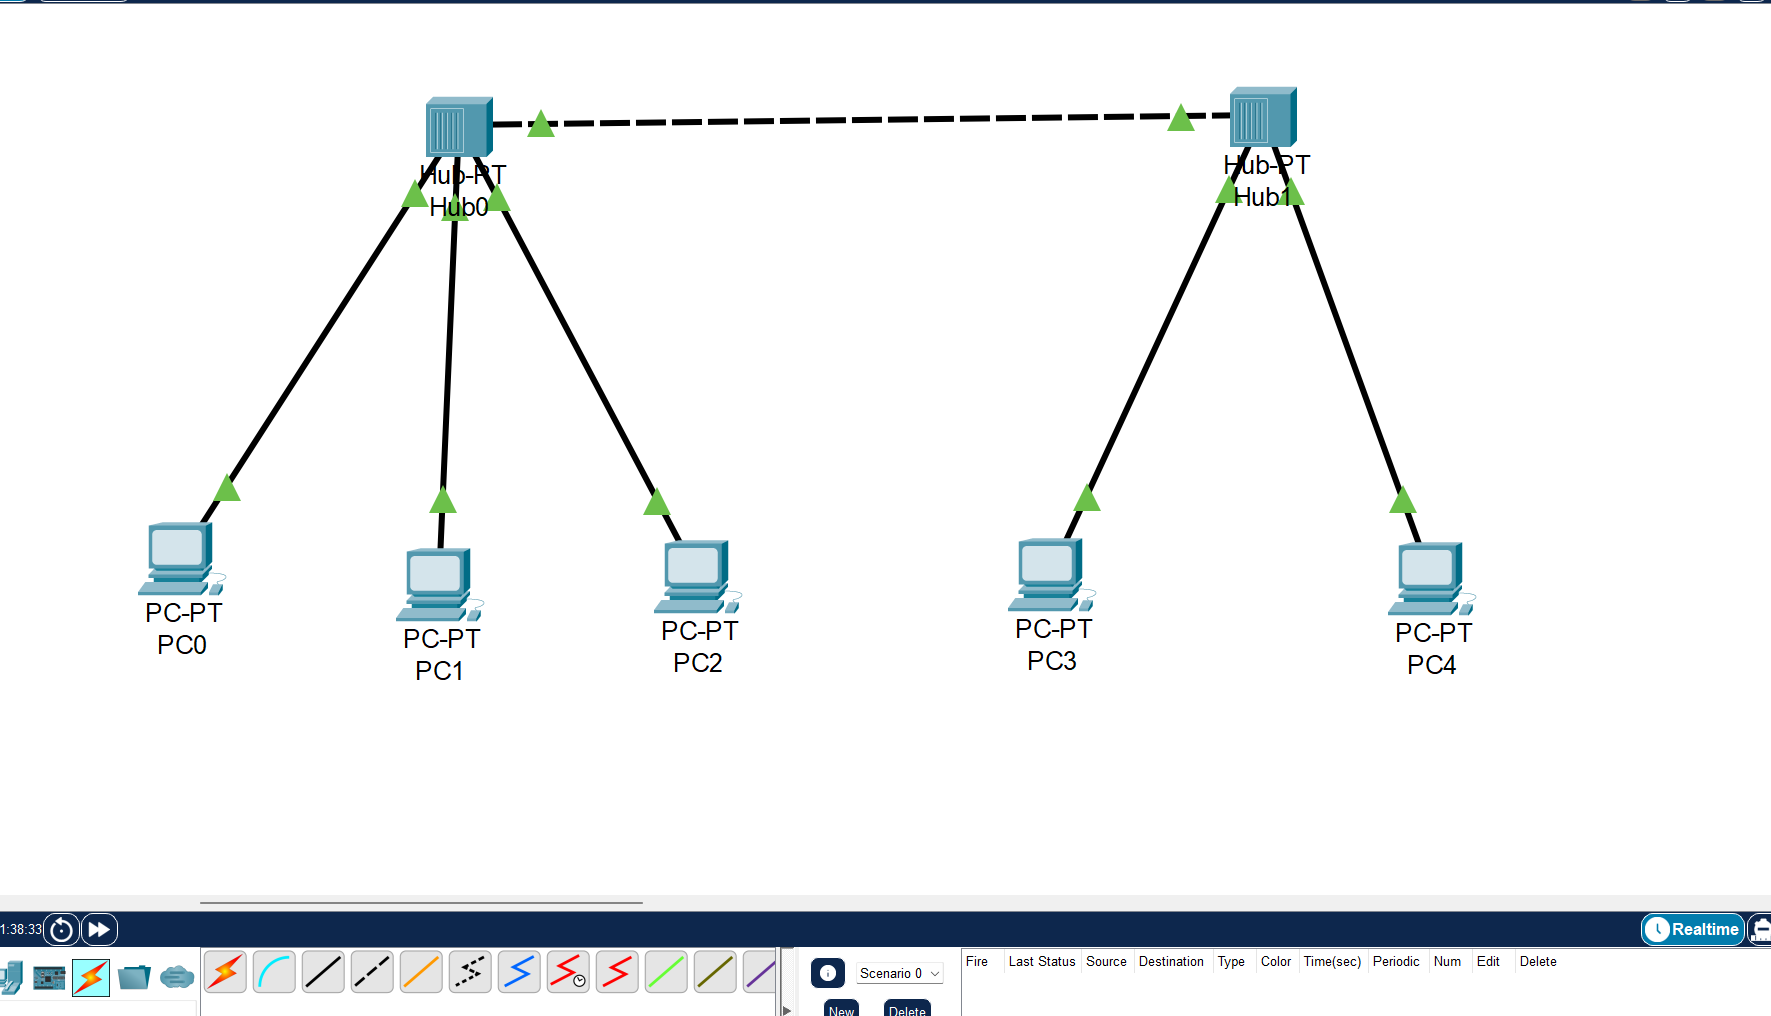 Hub-PT
Hub0
Hub-PT
Hub1
PC-PT
PC0
PC-PT
PC1
PC-PT
PC2
PC-PT
PC3
PC-PT
PC4
1:38:33
Realtime
Scenario 0
New
Delete
Fire Last Status Source Destination Type Color Time(sec) Periodic Num Edit Delete